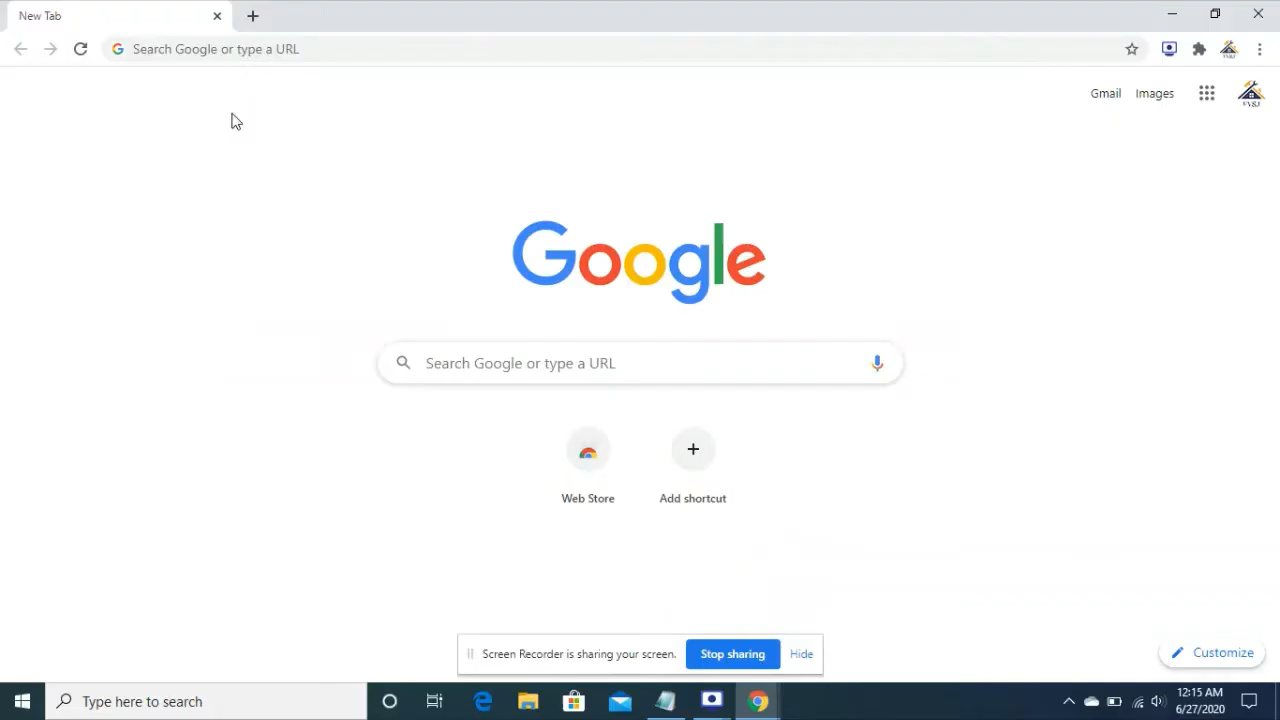 New Tab
Search Google or type a URL
Gmail
Images
Google
Search Google or type a URL
Web Store
Add shortcut
Screen Recorder is sharing your screen.
Stop sharing
Hide
Customize
Type here to search
12:15 AM
6/27/2020